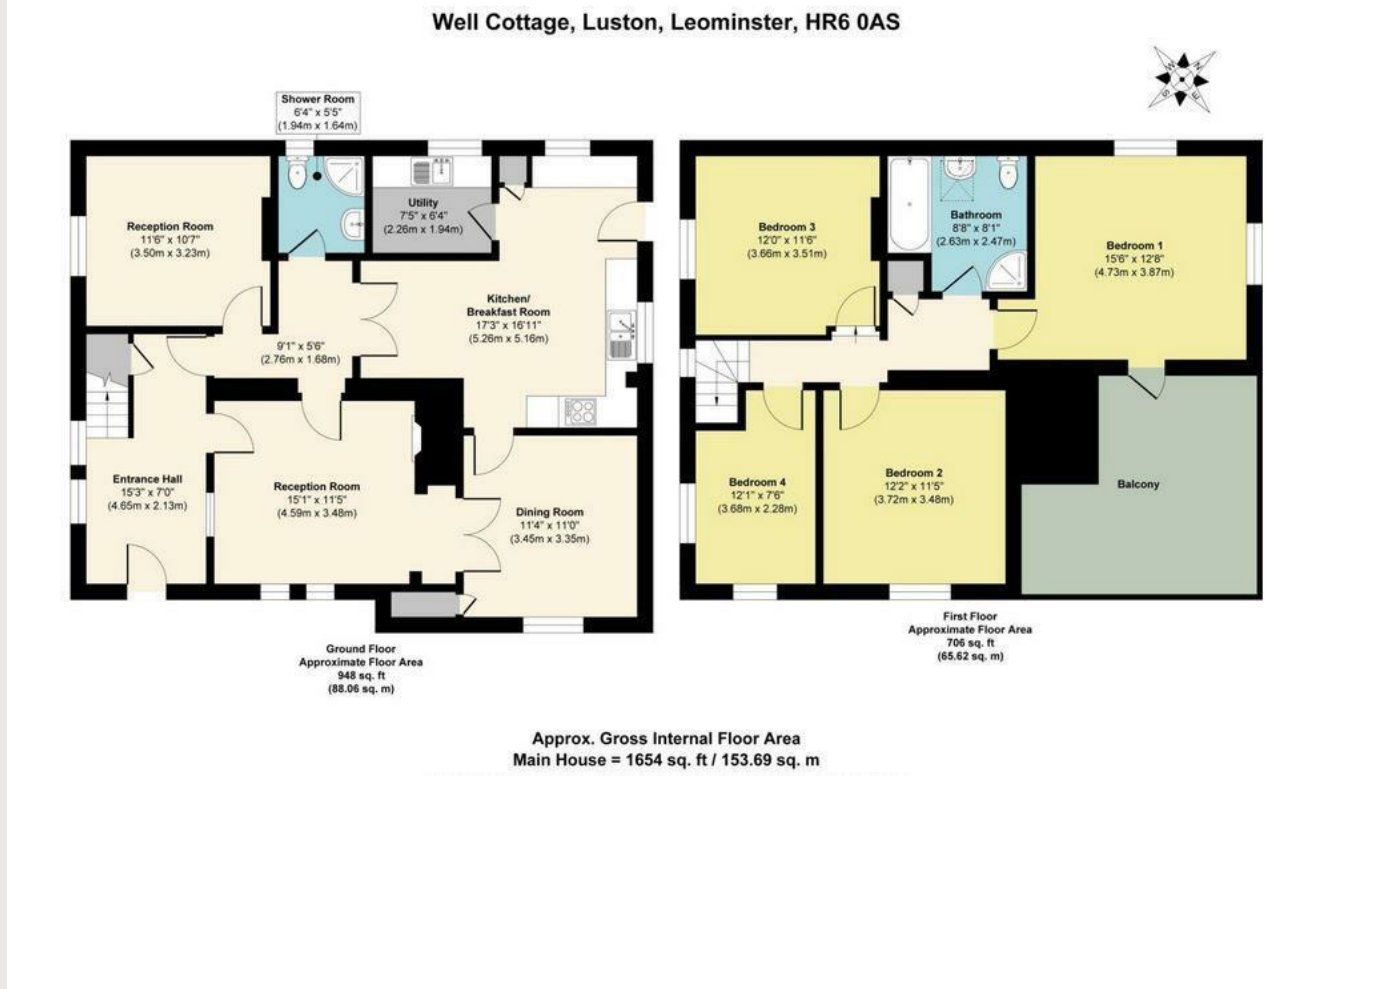 Well Cottage, Luston, Leominster, HR6 0AS
N
W
S
E
Shower Room
6'4" x 5'5"
(1.94m x 1.64m)
Reception Room
11'6" x 10'7"
(3.50m x 3.23m)
Utility
7'5" x 6'4"
(2.26m x 1.94m)
Kitchen/
Breakfast Room
17'3" x 16'11"
(5.26m x 5.16m)
9'1" x 5'6"
(2.76m x 1.68m)
Entrance Hall
15'3" x 7'0"
(4.65m x 2.13m)
Reception Room
15'1" x 11'5"
(4.59m x 3.48m)
Dining Room
11'4" x 11'0"
(3.45m x 3.35m)
Ground Floor
Approximate Floor Area
948 sq. ft
(88.06 sq. m)
Bedroom 3
12'0" x 11'6"
(3.66m x 3.51m)
Bathroom
8'8" x 8'1"
(2.63m x 2.47m)
Bedroom 1
15'6" x 12'8"
(4.73m x 3.87m)
Bedroom 4
12'1" x 7'6"
(3.68m x 2.28m)
Bedroom 2
12'2" x 11'5"
(3.72m x 3.48m)
Balcony
First Floor
Approximate Floor Area
706 sq. ft
(65.62 sq. m)
Approx. Gross Internal Floor Area
Main House = 1654 sq. ft / 153.69 sq. m